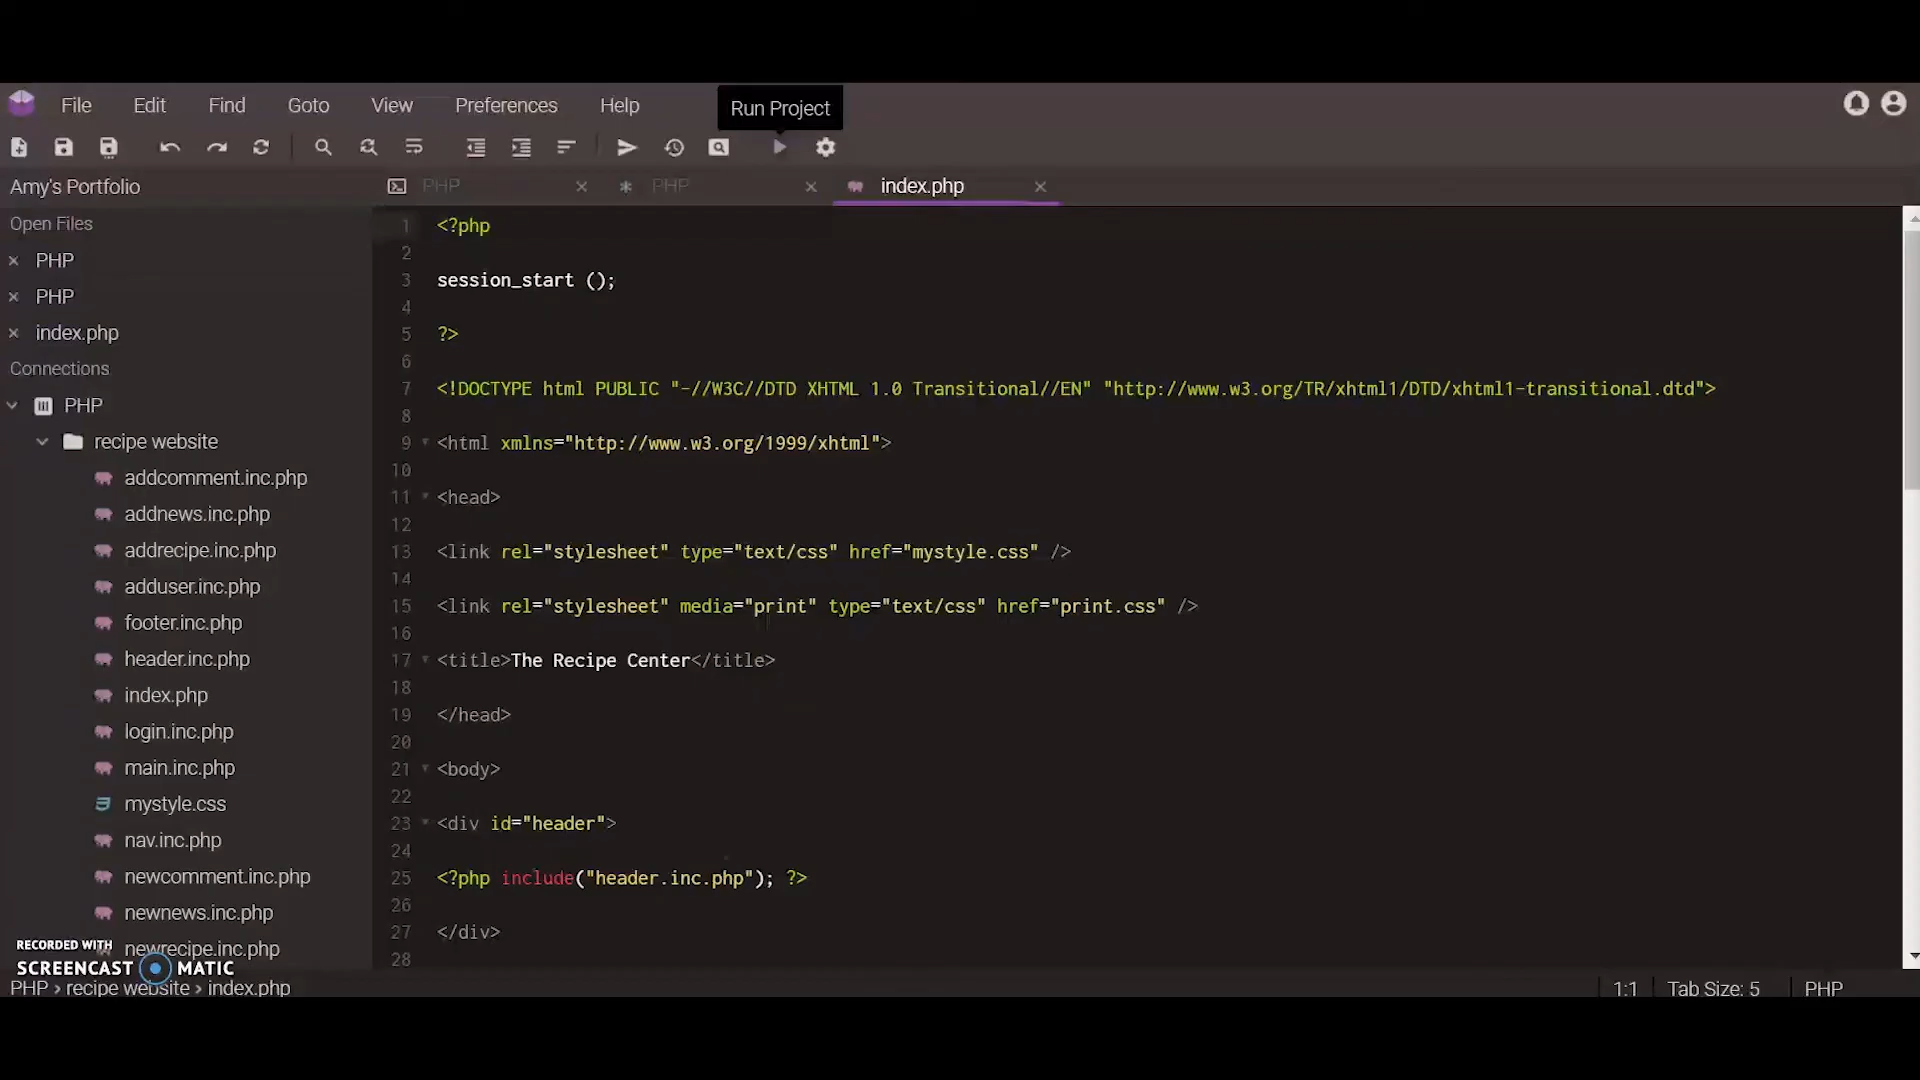 File Edit Find Goto View Preferences Help Run Project
Amy's Portfolio
PHP
PHP
index.php
Open Files
PHP
PHP
index.php
Connections
PHP
recipe website
addcomment.inc.php
addnews.inc.php
addrecipe.inc.php
adduser.inc.php
footer.inc.php
header.inc.php
index.php
login.inc.php
main.inc.php
mystyle.css
nav.inc.php
newcomment.inc.php
newnews.inc.php
newrecipe.inc.php
1 <?php
2
3 session_start ();
4
5 ?>
6
7 <!DOCTYPE html PUBLIC "-//W3C//DTD XHTML 1.0 Transitional//EN" "http://www.w3.org/TR/xhtml1/DTD/xhtml1-transitional.dtd">
8
9 <html xmlns="http://www.w3.org/1999/xhtml">
10
11 <head>
12
13 <link rel="stylesheet" type="text/css" href="mystyle.css" />
14
15 <link rel="stylesheet" media="print" type="text/css" href="print.css" />
16
17 <title>The Recipe Center</title>
18
19 </head>
20
21 <body>
22
23 <div id="header">
24
25 <?php include("header.inc.php"); ?>
26
27 </div>
28
RECORDED WITH
SCREENCAST MATIC
PHP › recipe website › index.php
1:1 Tab Size: 5 PHP